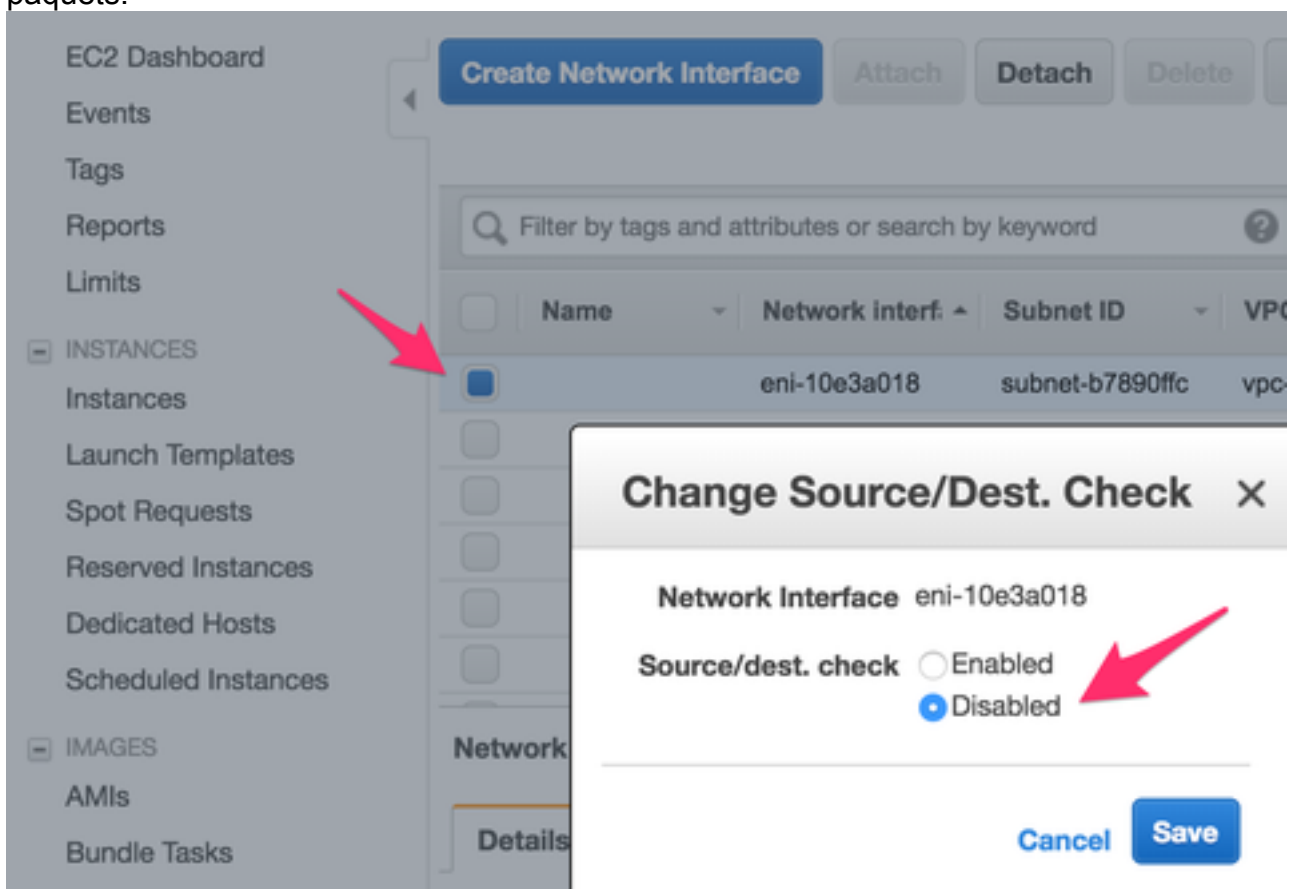 paquets.
EC2 Dashboard
Events
Tags
Reports
Limits
INSTANCES
Instances
Launch Templates
Spot Requests
Reserved Instances
Dedicated Hosts
Scheduled Instances
IMAGES
AMIs
Bundle Tasks
Create Network Interface Attach Detach Delete
Filter by tags and attributes or search by keyword
Name Network interf Subnet ID VPC
eni-10e3a018 subnet-b7890ffc vpc-
Change Source/Dest. Check
Network Interface eni-10e3a018
Source/dest. check Enabled
Disabled
Cancel Save
Network
Details